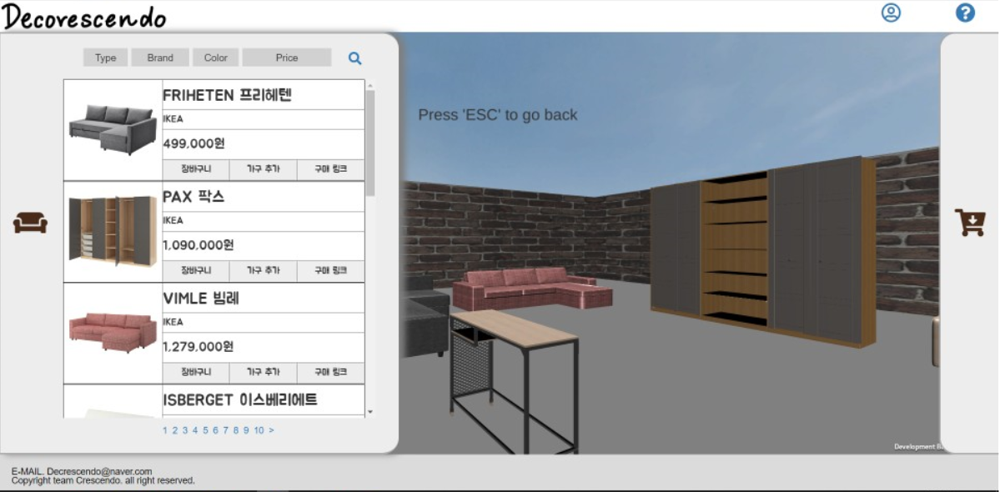 Decorescendo
Type Brand Color Price
FRIHETEN 프리헤텐
IKEA
499,000원
장바구니 가구 추가 구매 링크
PAX 팍스
IKEA
1,090,000원
장바구니 가구 추가 구매 링크
VIMLE 빔레
IKEA
1,279,000원
장바구니 가구 추가 구매 링크
ISBERGET 이스베리에트
1 2 3 4 5 6 7 8 9 10 >
Press 'ESC' to go back
Development
E-MAIL. Decrescendo@naver.com
Copyright team Crescendo. all right reserved.